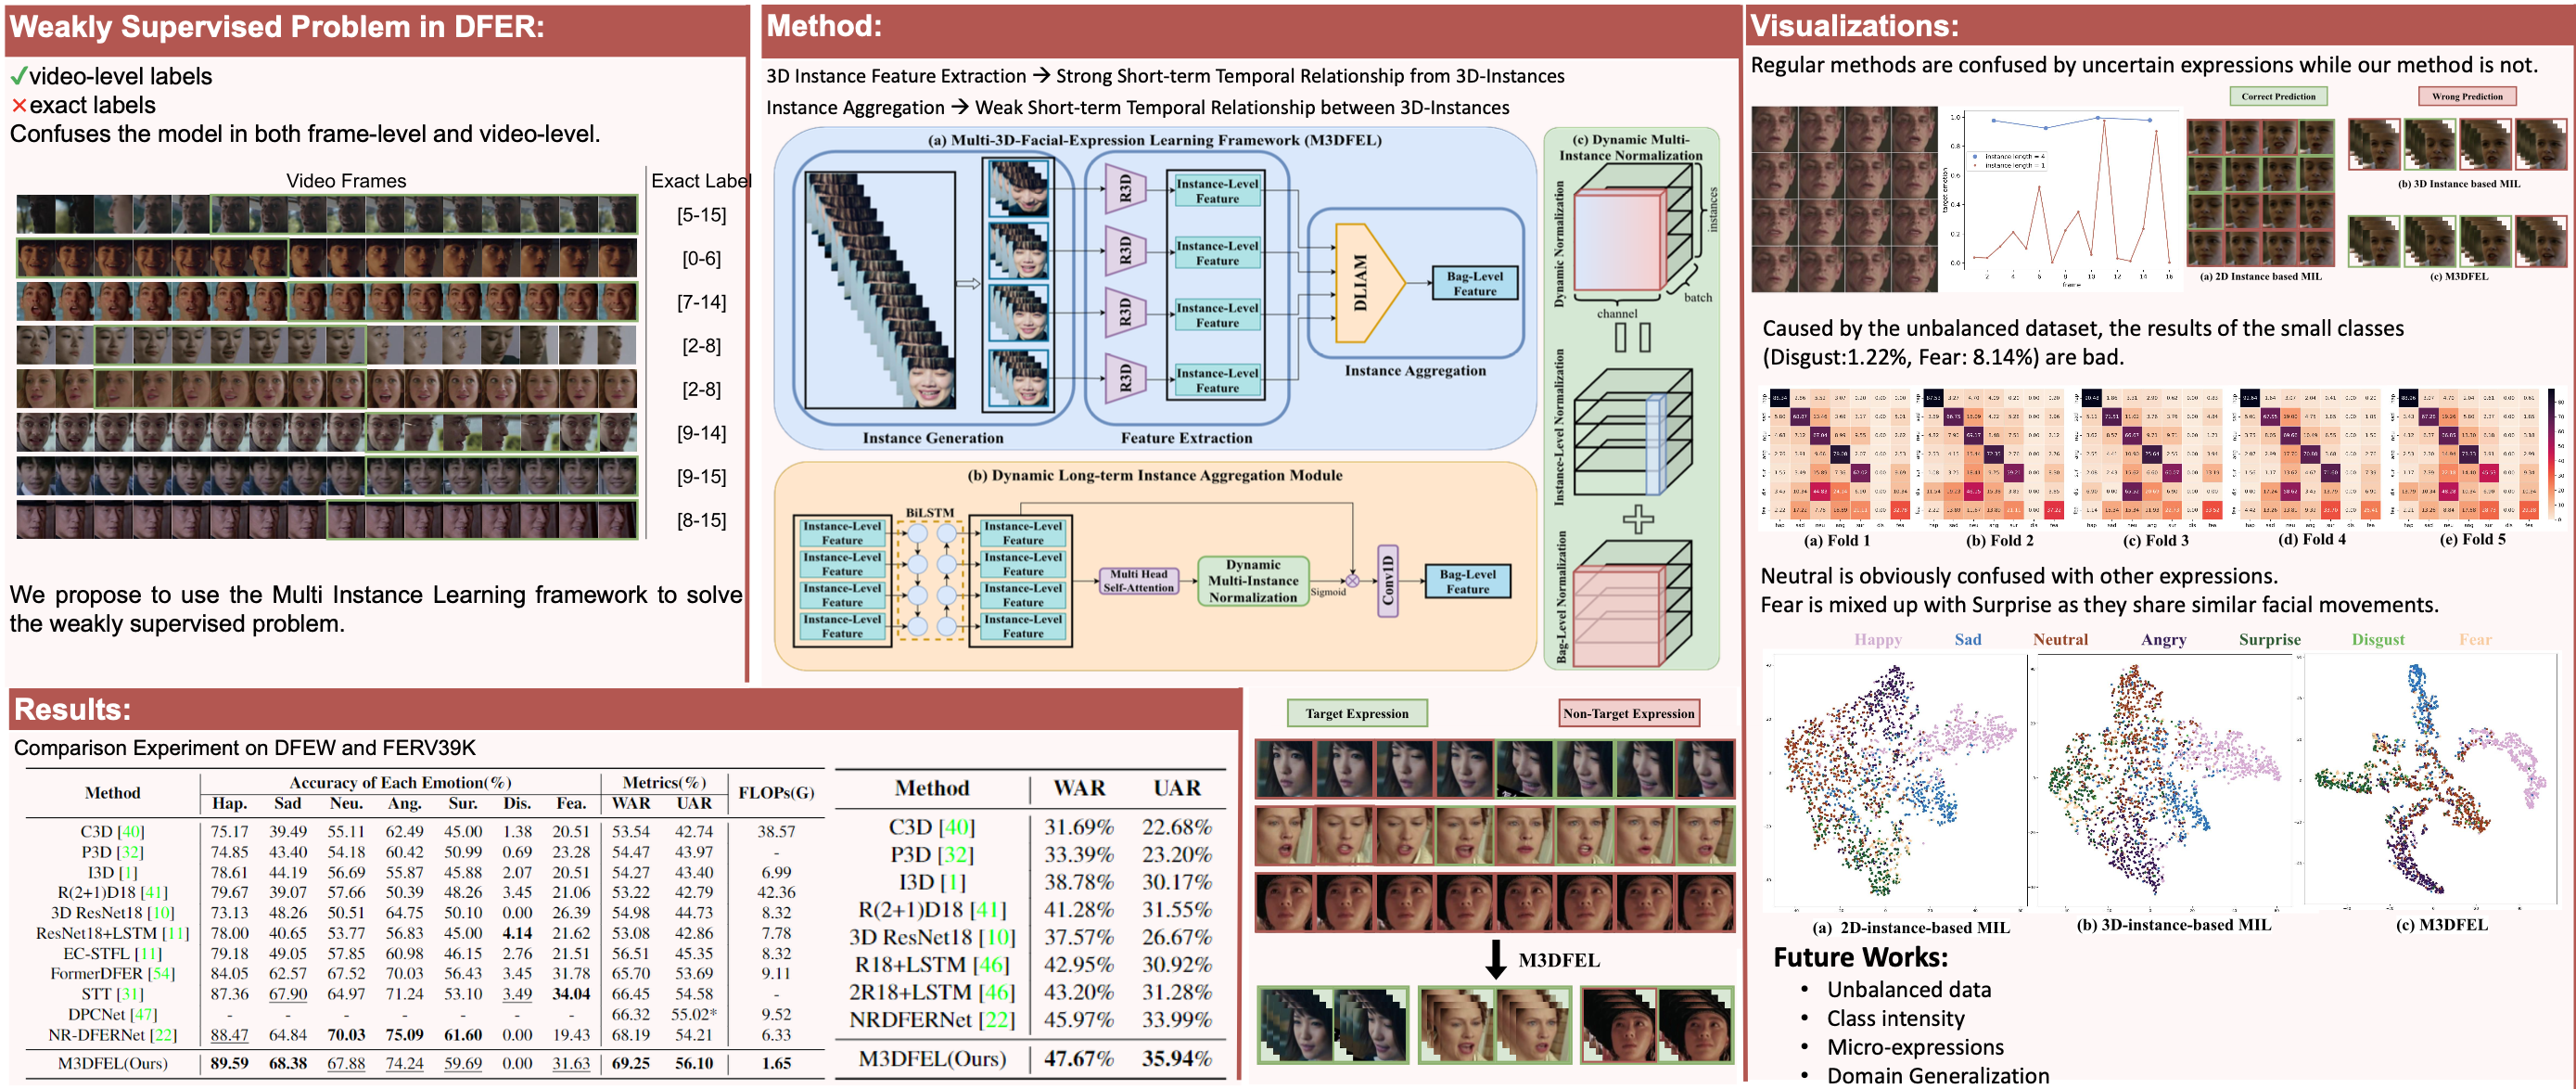 Weakly Supervised Problem in DFER:
✓video-level labels
×exact labels
Confuses the model in both frame-level and video-level.
Video Frames Exact Label
[5-15]
[0-6]
[7-14]
[2-8]
[2-8]
[9-14]
[9-15]
[8-15]
We propose to use the Multi Instance Learning framework to solve
the weakly supervised problem.
Method:
3D Instance Feature Extraction → Strong Short-term Temporal Relationship from 3D-Instances
Instance Aggregation → Weak Short-term Temporal Relationship between 3D-Instances
(a) Multi-3D-Facial-Expression Learning Framework (M3DFEL)
R3D
R3D
R3D
R3D
Instance-Level
Feature
Instance-Level
Feature
Instance-Level
Feature
Instance-Level
Feature
DLIAM
Bag-Level
Feature
Instance Generation
Feature Extraction
Instance Aggregation
(b) Dynamic Long-term Instance Aggregation Module
Instance-Level
Feature
Instance-Level
Feature
Instance-Level
Feature
Instance-Level
Feature
BiLSTM
Instance-Level
Feature
Instance-Level
Feature
Instance-Level
Feature
Instance-Level
Feature
Multi Head
Self-Attention
Dynamic
Multi-Instance
Normalization
Sigmoid
Conv1D
Bag-Level
Feature
(c) Dynamic Multi-
Instance Normalization
Dynamic Normalization
instances
batch
channel
Instance-Level Normalization
Bag-Level Normalization
Results:
Comparison Experiment on DFEW and FERV39K
Method Accuracy of Each Emotion(%) Metrics(%) FLOPs(G)
Hap. Sad Neu. Ang. Sur. Dis. Fea. WAR UAR
C3D [40] 75.17 39.49 55.11 62.49 45.00 1.38 20.51 53.54 42.74 38.57
P3D [32] 74.85 43.40 54.18 60.42 50.99 0.69 23.28 54.47 43.97 -
I3D [1] 78.61 44.19 56.69 55.87 45.88 2.07 20.51 54.27 43.40 6.99
R(2+1)D18 [41] 79.67 39.07 57.66 50.39 48.26 3.45 21.06 53.22 42.79 42.36
3D ResNet18 [10] 73.13 48.26 50.51 64.75 50.10 0.00 26.39 54.98 44.73 8.32
ResNet18+LSTM [11] 78.00 40.65 53.77 56.83 45.00 4.14 21.62 53.08 42.86 7.78
EC-STFL [11] 79.18 49.05 57.85 60.98 46.15 2.76 21.51 56.51 45.35 8.32
FormerDFER [54] 84.05 62.57 67.52 70.03 56.43 3.45 31.78 65.70 53.69 9.11
STT [31] 87.36 67.90 64.97 71.24 53.10 3.49 34.04 66.45 54.58 -
DPCNet [47] - - - - - - - 66.32 55.02* 9.52
NR-DFERNet [22] 88.47 64.84 70.03 75.09 61.60 0.00 19.43 68.19 54.21 6.33
M3DFEL(Ours) 89.59 68.38 67.88 74.24 59.69 0.00 31.63 69.25 56.10 1.65
Method WAR UAR
C3D [40] 31.69% 22.68%
P3D [32] 33.39% 23.20%
I3D [1] 38.78% 30.17%
R(2+1)D18 [41] 41.28% 31.55%
3D ResNet18 [10] 37.57% 26.67%
R18+LSTM [46] 42.95% 30.92%
2R18+LSTM [46] 43.20% 31.28%
NRDFERNet [22] 45.97% 33.99%
M3DFEL(Ours) 47.67% 35.94%
Target Expression Non-Target Expression
M3DFEL
Visualizations:
Regular methods are confused by uncertain expressions while our method is not.
Correct Prediction Wrong Prediction
instance length = 4
instance length = 1
target emotion
1.0
0.8
0.6
0.4
0.2
0.0
2 4 6 8 10 12 14 16
frame
(a) 2D Instance based MIL
(b) 3D Instance based MIL
(c) M3DFEL
Caused by the unbalanced dataset, the results of the small classes
(Disgust:1.22%, Fear: 8.14%) are bad.
(a) Fold 1 (b) Fold 2 (c) Fold 3 (d) Fold 4 (e) Fold 5
Neutral is obviously confused with other expressions.
Fear is mixed up with Surprise as they share similar facial movements.
Happy Sad Neutral Angry Surprise Disgust Fear
(a) 2D-instance-based MIL (b) 3D-instance-based MIL (c) M3DFEL
Future Works:
• Unbalanced data
• Class intensity
• Micro-expressions
• Domain Generalization